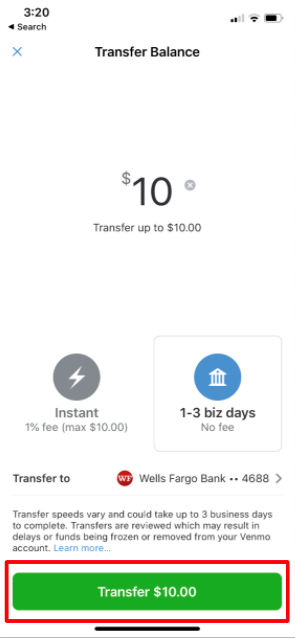 3:20
◂ Search
× Transfer Balance
$10
Transfer up to $10.00
Instant
1% fee (max $10.00)
1-3 biz days
No fee
Transfer to WF Wells Fargo Bank •• 4688 >
Transfer speeds vary and could take up to 3 business days
to complete. Transfers are reviewed which may result in
delays or funds being frozen or removed from your Venmo
account. Learn more...
Transfer $10.00